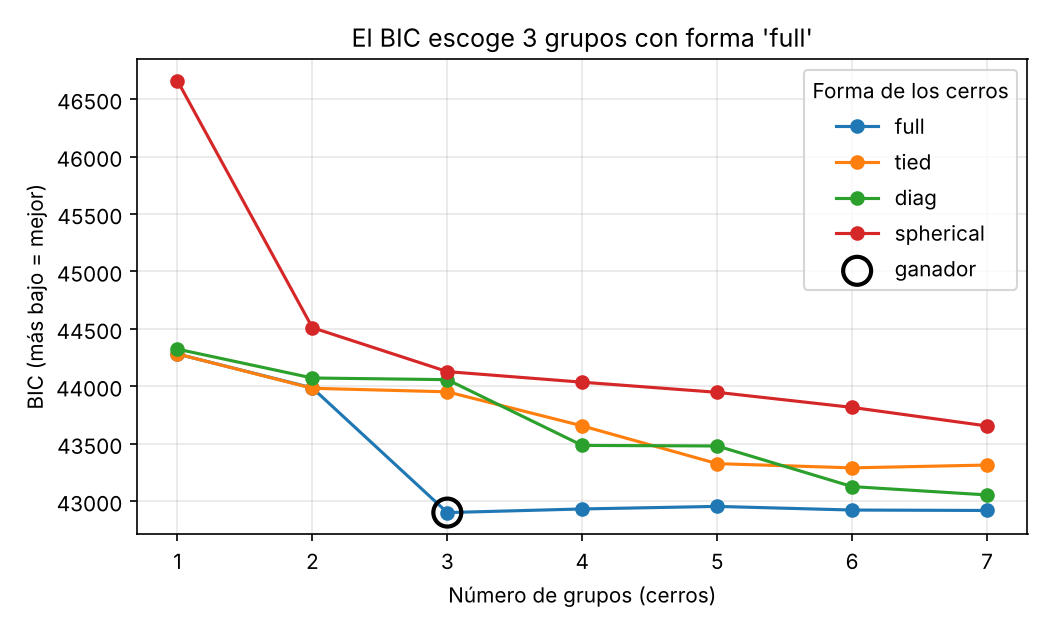 El BIC escoge 3 grupos con forma 'full'
BIC (más bajo = mejor)
46500
46000
45500
45000
44500
44000
43500
43000
Forma de los cerros
full
tied
diag
spherical
ganador
1 2 3 4 5 6 7
Número de grupos (cerros)